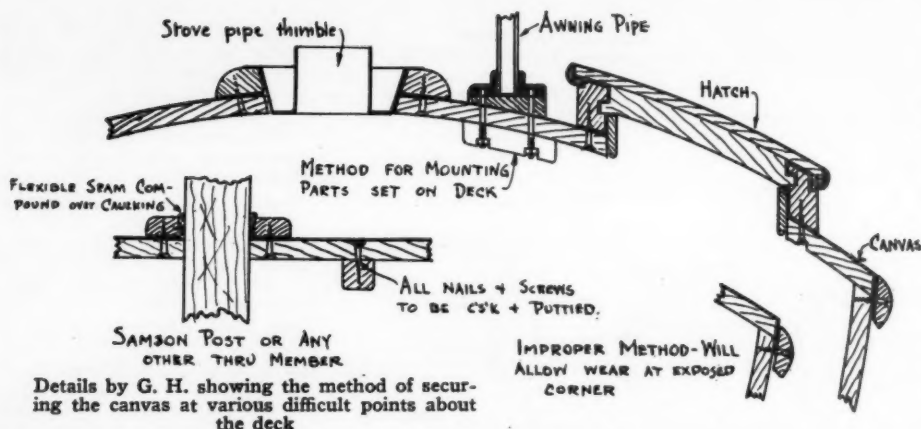 Stove pipe thimble
AWNING PIPE
HATCH
METHOD FOR MOUNTING
PARTS SET ON DECK
FLEXIBLE SEAM COM-
POUND OVER CAULKING
CANVAS
ALL NAILS + SCREWS
TO BE C'S'K + PUTTIED.
SAMSON POST OR ANY
OTHER THRU MEMBER
IMPROPER METHOD-WILL
ALLOW WEAR AT EXPOSED
CORNER
Details by G. H. showing the method of secur-
ing the canvas at various difficult points about
the deck